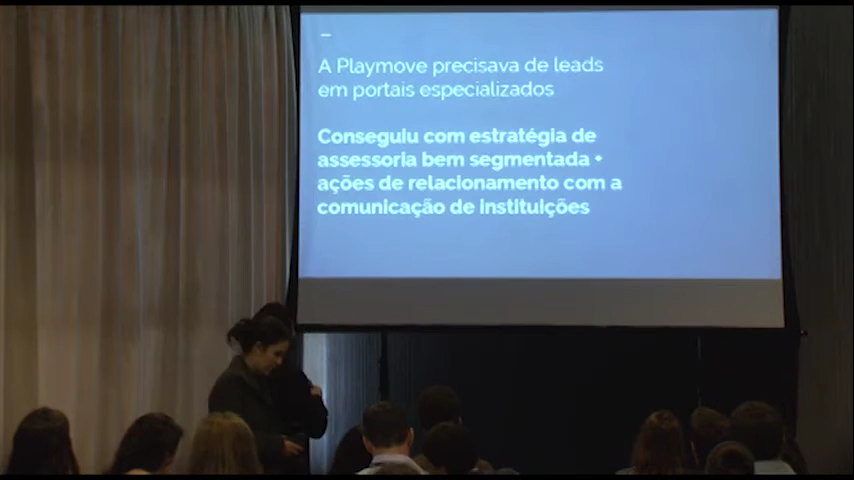 A Playmove precisava de leads
em portais especializados
Conseguiu com estratégia de
assessoria bem segmentada +
ações de relacionamento com a
comunicação de instituições